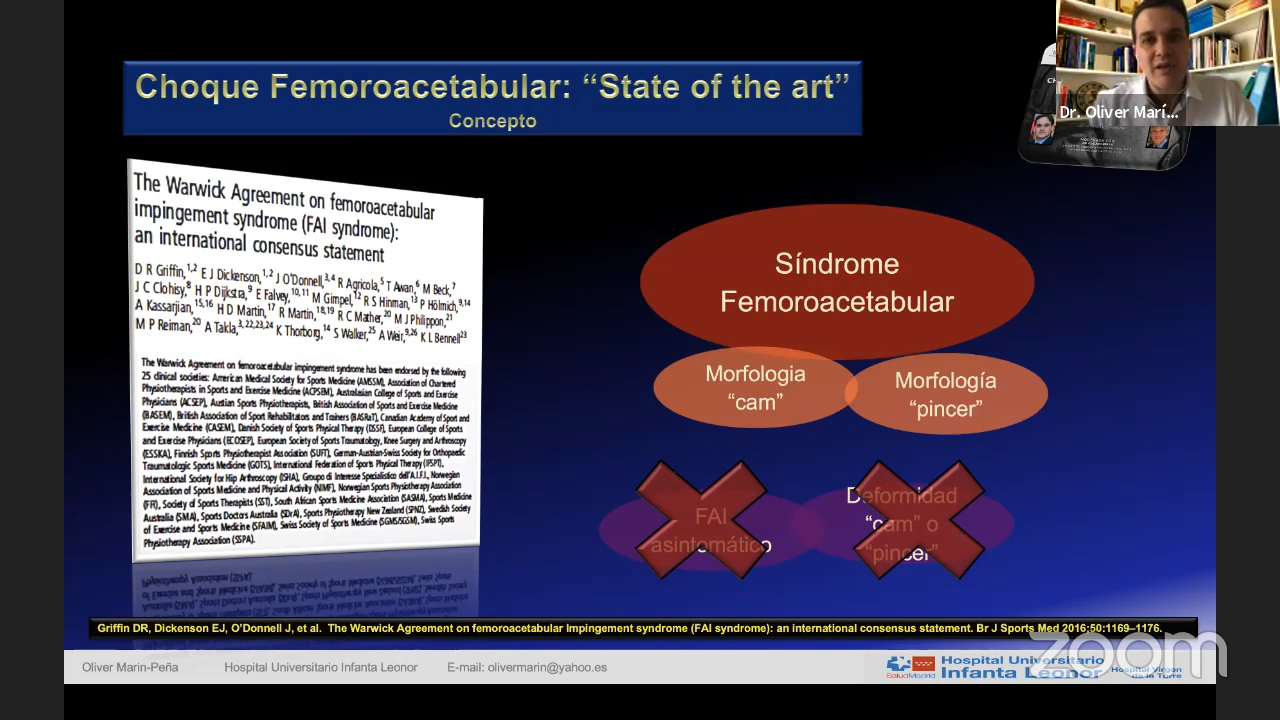 Choque Femoroacetabular: “State of the art”
Concepto
Dr. Oliver Marí...
The Warwick Agreement on femoroacetabular
impingement syndrome (FAI syndrome):
an international consensus statement
D R Griffin,1,2 E J Dickenson,1,2 J O'Donnell,3,4 R Agricola,5 T Awan,6 M Beck,7
J C Clohisy,8 H P Dijkstra,9 E Falvey,10,11 M Gimpel,12 R S Hinman,13 P Hölmich,9,14
A Kassarjian,15,16 H D Martin,17 R Martin,18,19 R C Mather,20 M J Philippon,21
M P Reiman,20 A Takla,3,22,23,24 K Thorborg,14 S Walker,25 A Weir,9,26 K L Bennell23
The Warwick Agreement on femoroacetabular impingement syndrome has been endorsed by the following
25 clinical societies: American Medical Society for Sports Medicine (AMSSM), Association of Chartered
Physiotherapists in Sports and Exercise Medicine (ACPSEM), Australasian College of Sports and Exercise
Physicians (ACSEP), Austian Sports Physiotherapists, British Association of Sports and Exercise Medicine
(BASEM), British Association of Sport Rehabilitators and Trainers (BASRaT), Canadian Academy of Sport and
Exercise Medicine (CASEM), Danish Society of Sports Physical Therapy (DSSF), European College of Sports
and Exercise Physicians (ECOSEP), European Society of Sports Traumatology, Knee Surgery and Arthroscopy
(ESSKA), Finnish Sports Physiotherapist Association (SUFT), German-Austrian-Swiss Society for Orthopaedic
Traumatologic Sports Medicine (GOTS), International Federation of Sports Physical Therapy (IFSPT),
International Society for Hip Arthroscopy (ISHA), Groupo di Interesse Specialistico dell'A.I.F.I., Norwegian
Association of Sports Medicine and Physical Activity (NIMF), Norwegian Sports Physiotherapy Association
(FFI), Society of Sports Therapists (SST), South African Sports Medicine Association (SASMA), Sports Medicine
Australia (SMA), Sports Doctors Australia (SDrA), Sports Physiotherapy New Zealand (SPNZ), Swedish Society
of Exercise and Sports Medicine (SFAIM), Swiss Society of Sports Medicine (SGMS/SGSM), Swiss Sports
Physiotherapy Association (SSPA).
Síndrome
Femoroacetabular
Morfologia
“cam”
Morfología
“pincer”
FAI
asintomático
Deformidad
“cam” o
“pincer”
Griffin DR, Dickenson EJ, O'Donnell J, et al. The Warwick Agreement on femoroacetabular Impingement syndrome (FAI syndrome): an international consensus statement. Br J Sports Med 2016;50:1169–1176.
Oliver Marin-Peña Hospital Universitario Infanta Leonor E-mail: olivermarin@yahoo.es
SaludMadrid
Hospital Universitario
Infanta Leonor
Hospital Virgen
de la Torre
zoom